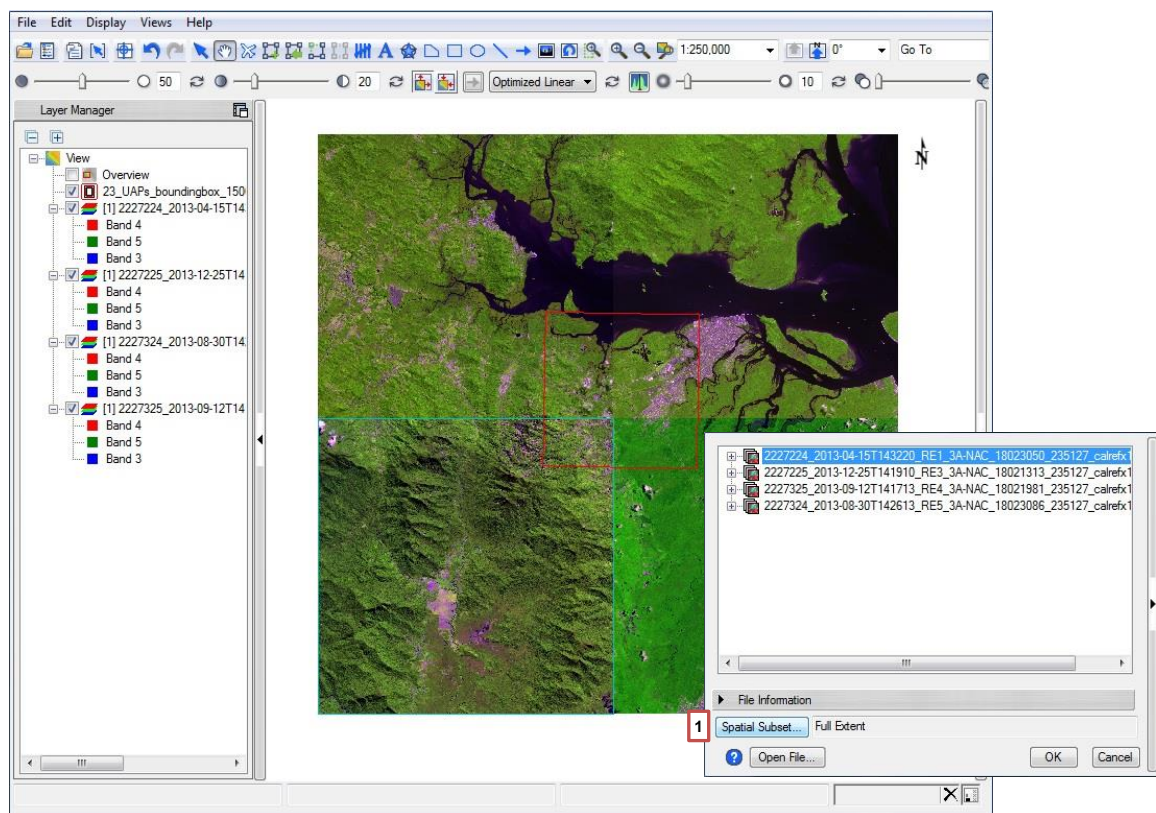 File Edit Display Views Help
1:250,000 0° Go To
50 20 Optimized Linear 10
Layer Manager
View
Overview
23_UAPs_boundingbox_150
[1] 2227224_2013-04-15T14
Band 4
Band 5
Band 3
[1] 2227225_2013-12-25T14
Band 4
Band 5
Band 3
[1] 2227324_2013-08-30T14
Band 4
Band 5
Band 3
[1] 2227325_2013-09-12T14
Band 4
Band 5
Band 3
N
2227224_2013-04-15T143220_RE1_3A-NAC_18023050_235127_calrefx1
2227225_2013-12-25T141910_RE3_3A-NAC_18021313_235127_calrefx1
2227325_2013-09-12T141713_RE4_3A-NAC_18021981_235127_calrefx1
2227324_2013-08-30T142613_RE5_3A-NAC_18023086_235127_calrefx1
File Information
1 Spatial Subset... Full Extent
Open File... OK Cancel